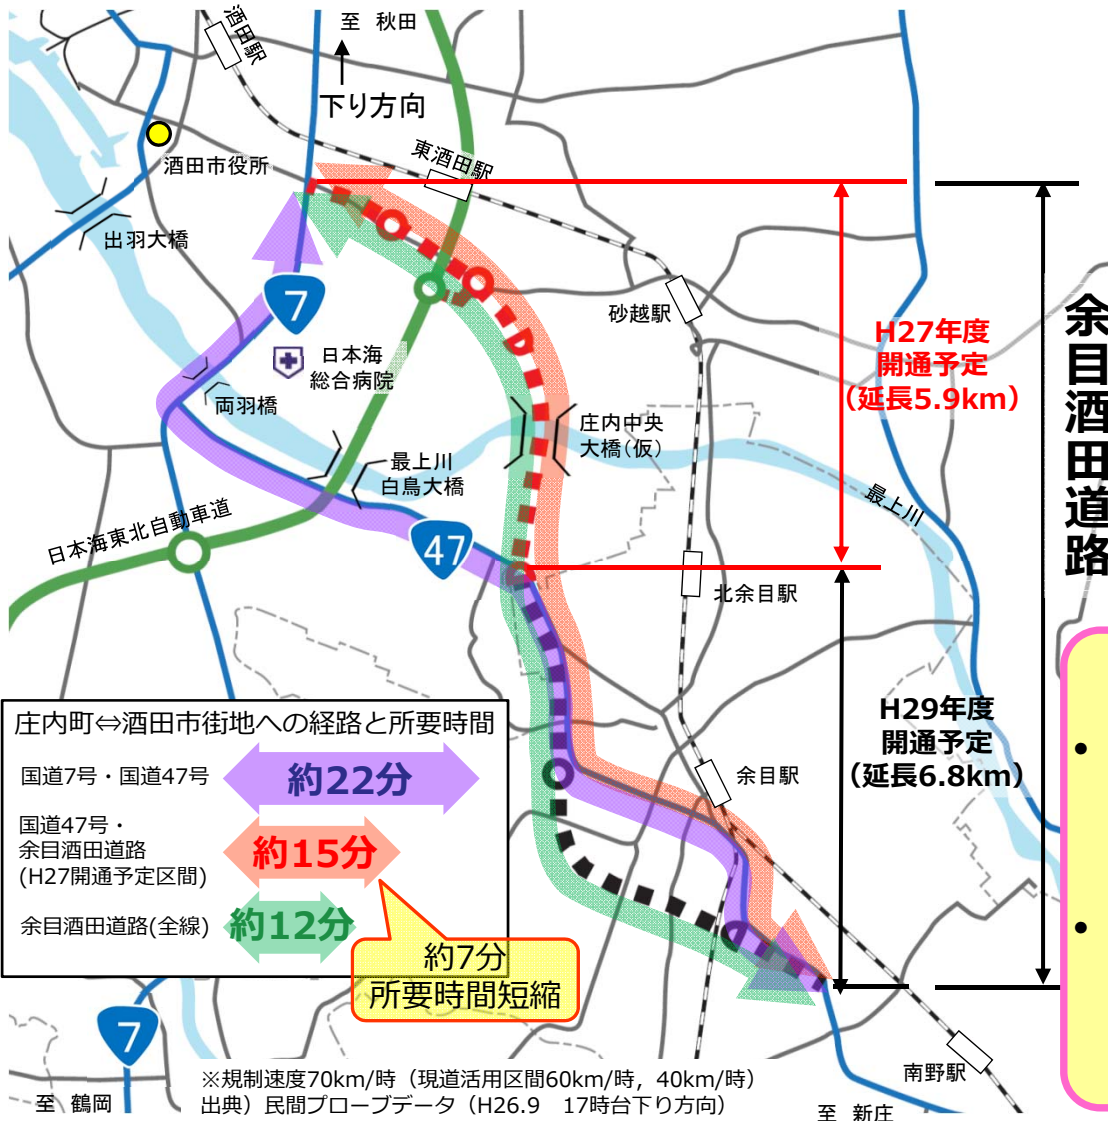 至 秋田
下り方向
酒田駅
東酒田駅
酒田市役所
出羽大橋
7
日本海
総合病院
両羽橋
砂越駅
H27年度
開通予定
(延長5.9km)
余目酒田道路
庄内中央
大橋(仮)
最上川
白鳥大橋
最上川
日本海東北自動車道
47
北余目駅
H29年度
開通予定
(延長6.8km)
余目駅
庄内町⇔酒田市街地への経路と所要時間
国道7号・国道47号
約22分
国道47号・
余目酒田道路
(H27開通予定区間)
約15分
余目酒田道路(全線)
約12分
約7分
所要時間短縮
•
•
7
至 鶴岡
南野駅
至 新庄
※規制速度70km/時（現道活用区間60km/時，40km/時）
出典）民間プローブデータ（H26.9　17時台下り方向）